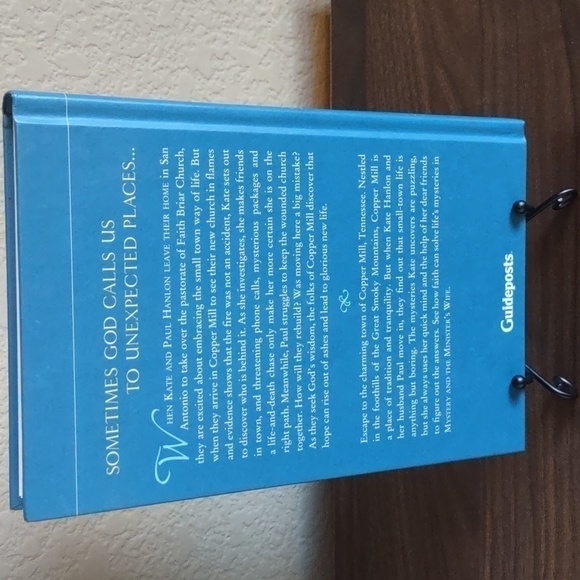 SOMETIMES GOD CALLS US
TO UNEXPECTED PLACES...
WHEN KATE AND PAUL HANLON LEAVE THEIR HOME in San
Antonio to take over the pastorate of Faith Briar Church,
they are excited about embracing the small town way of life. But
when they arrive in Copper Mill to see their new church in flames
and evidence shows that the fire was not an accident, Kate sets out
to discover who is behind it. As she investigates, she makes friends
in town, and threatening phone calls, mysterious packages and
a life-and-death chase only make her more certain she is on the
right path. Meanwhile, Paul struggles to keep the wounded church
together. How will they rebuild? Was moving here a big mistake?
As they seek God's wisdom, the folks of Copper Mill discover that
hope can rise out of ashes and lead to glorious new life.
Escape to the charming town of Copper Mill, Tennessee. Nestled
in the foothills of the Great Smoky Mountains, Copper Mill is
a place of tradition and tranquility. But when Kate Hanlon and
her husband Paul move in, they find out that small-town life is
anything but boring. The mysteries Kate uncovers are puzzling,
but she always uses her quick mind and the help of her dear friends
to figure out the answers. See how faith can solve life's mysteries in
MYSTERY AND THE MINISTER'S WIFE.
Guideposts